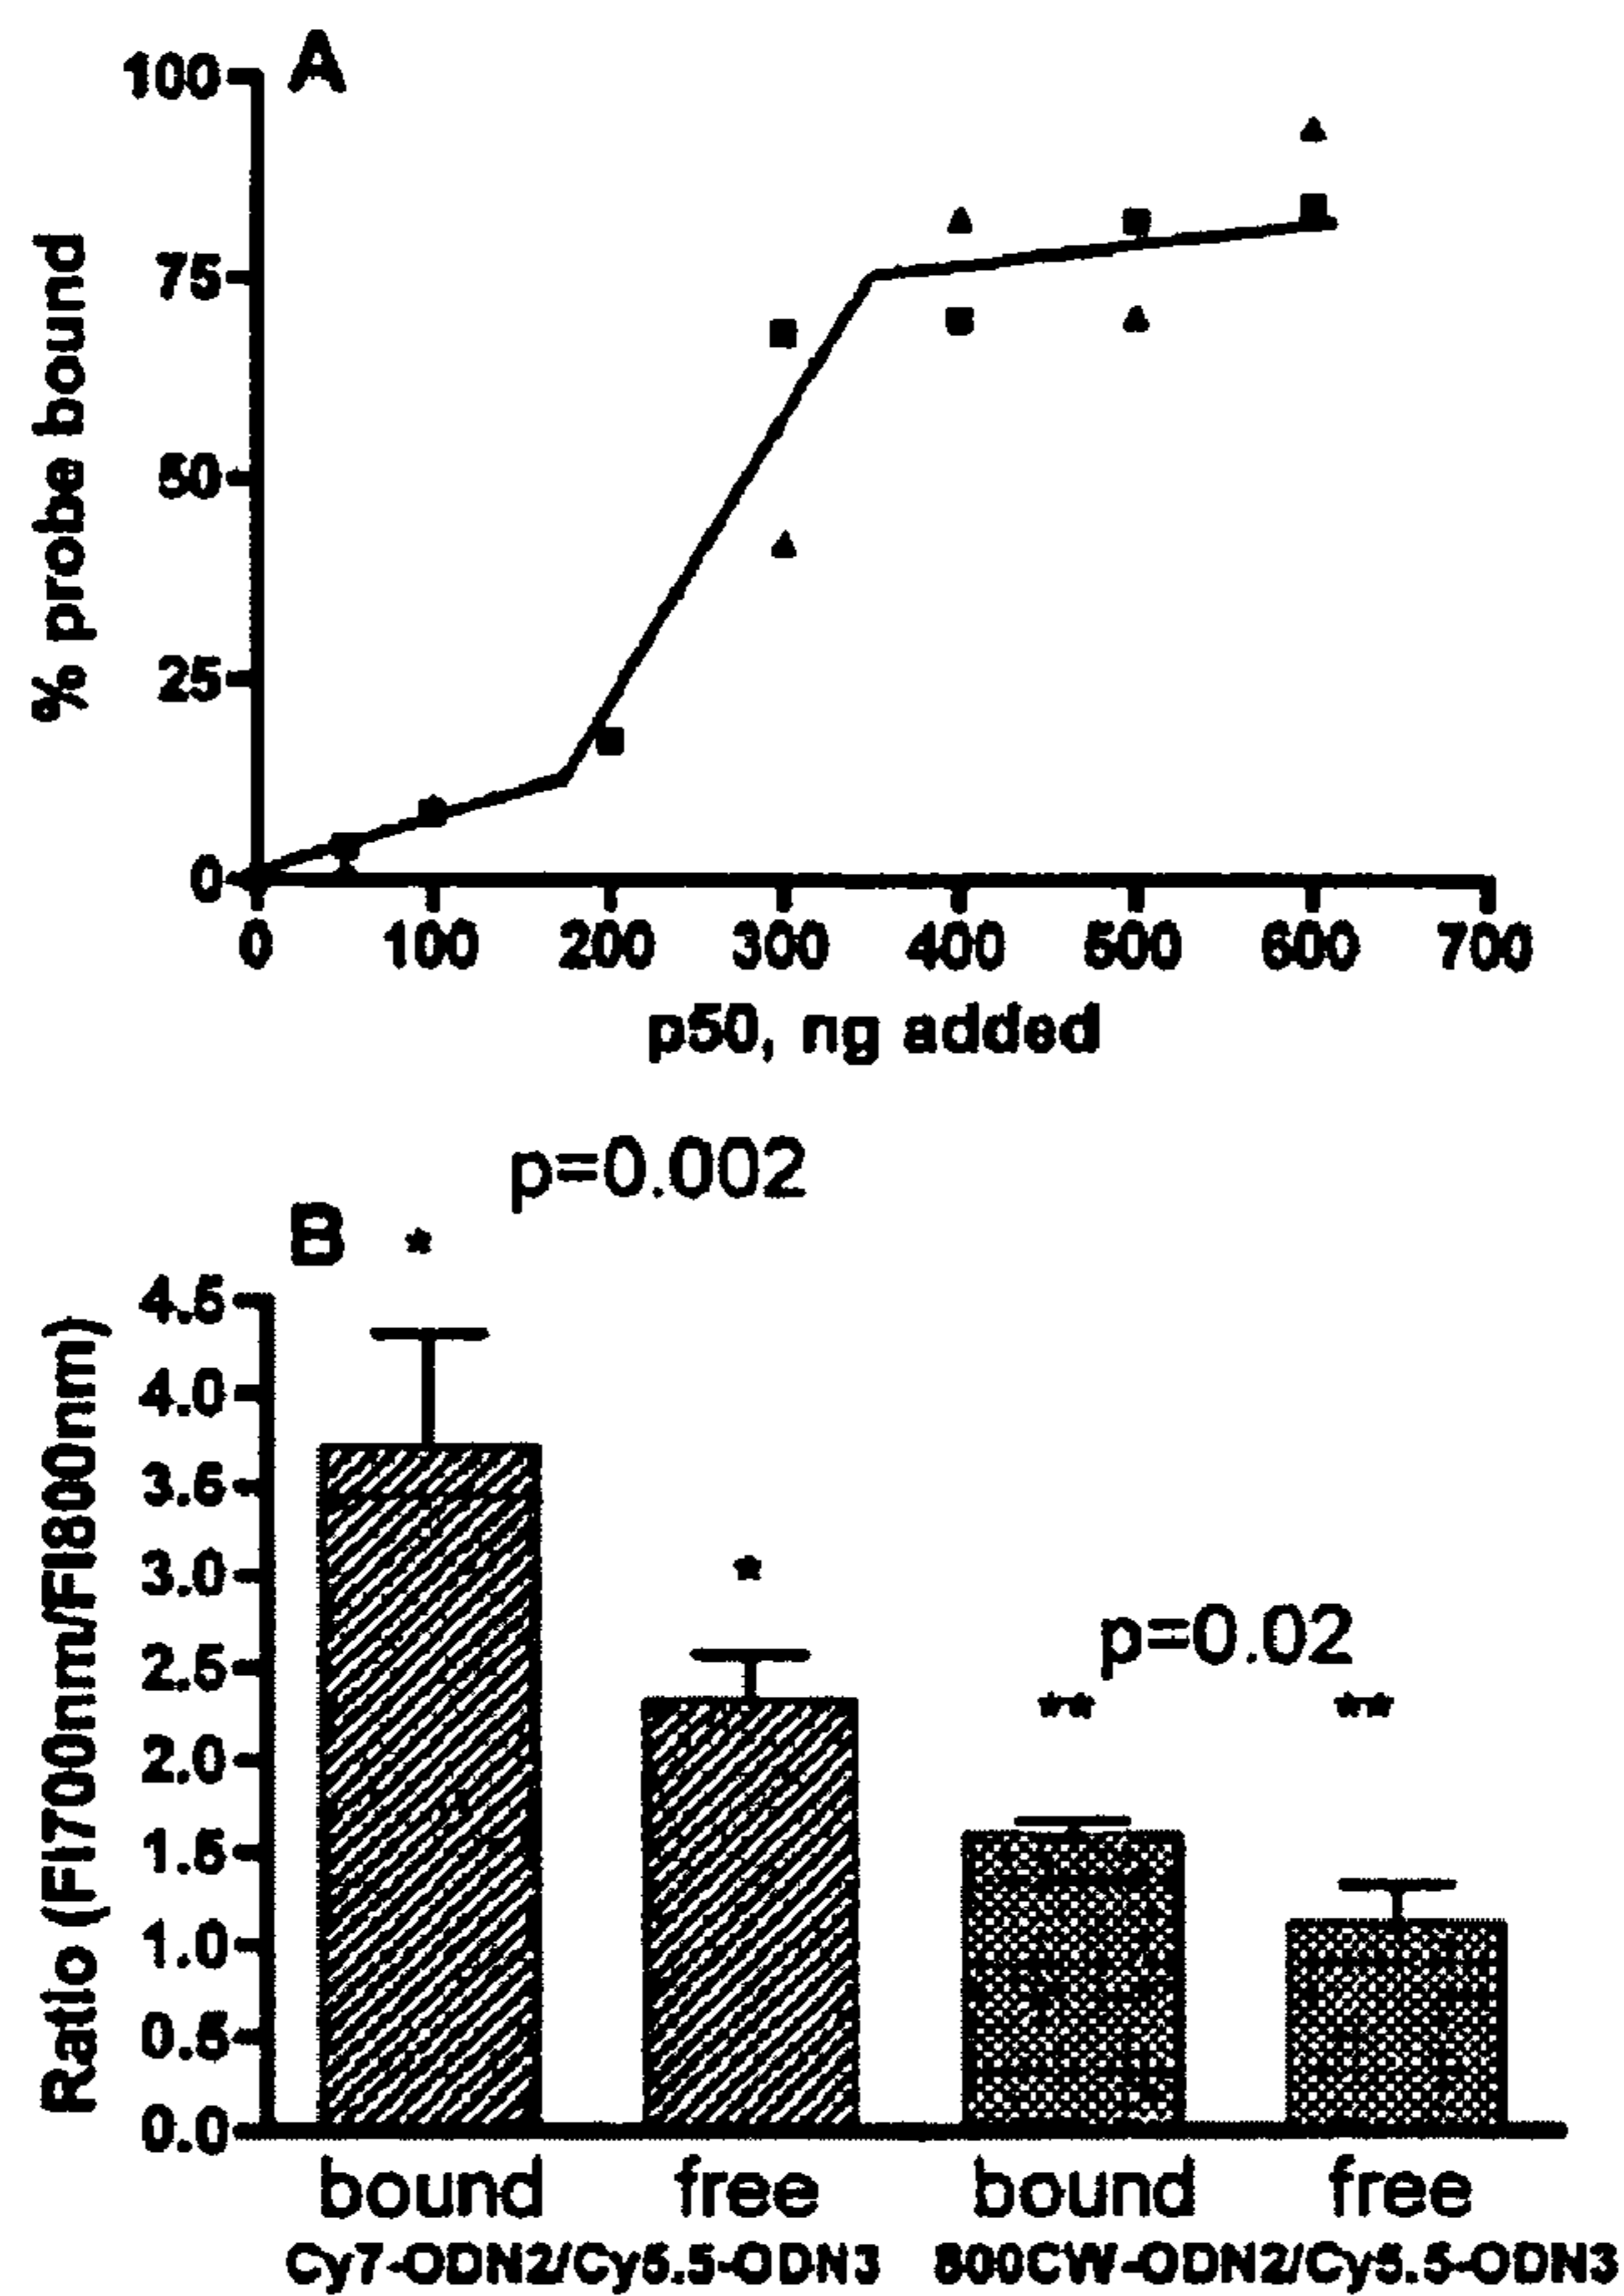 A
100
75
50
25
0
% probe bound
0 100 200 300 400 500 600 700
p50, ng added
p=0.002
B *
4.5
4.0
3.5
3.0
2.5
2.0
1.5
1.0
0.5
0.0
Ratio (FI700nm/FI800nm)
*
p=0.02
** **
bound free bound free
Cy7-ODN2/Cy5.5-ODN3 800CW-ODN2/Cy5.5-ODN3